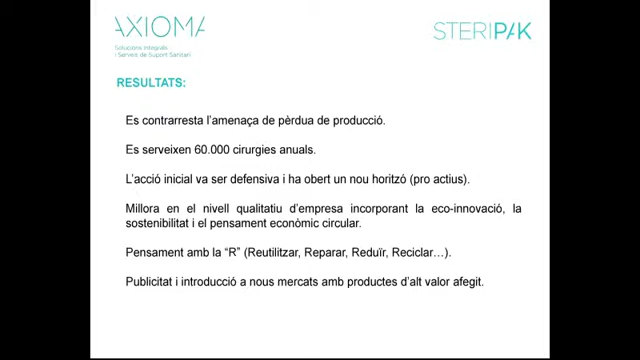 AXIOMA
Solucions Integrals
i Serveis de Suport Sanitari
STERIPAK
RESULTATS:
Es contrarresta l'amenaça de pèrdua de producció.
Es serveixen 60.000 cirurgies anuals.
L'acció inicial va ser defensiva i ha obert un nou horitzó (pro actius).
Millora en el nivell qualitatiu d'empresa incorporant la eco-innovació, la
sostenibilitat i el pensament econòmic circular.
Pensament amb la "R" (Reutilitzar, Reparar, Reduïr, Reciclar…).
Publicitat i introducció a nous mercats amb productes d'alt valor afegit.